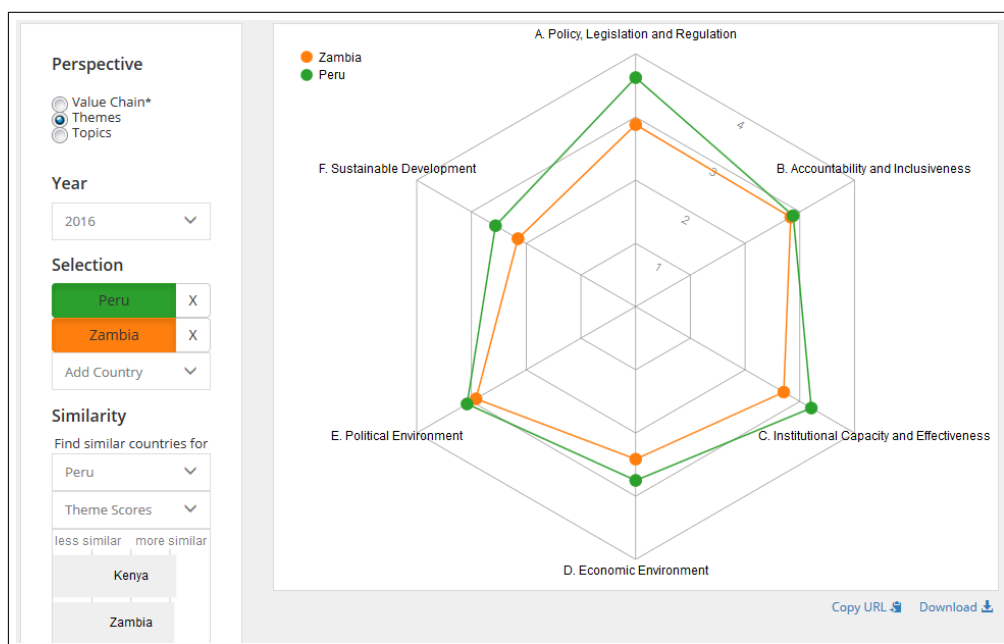 Perspective
Value Chain*
Themes
Topics
Year
2016
Selection
Peru X
Zambia X
Add Country
Similarity
Find similar countries for
Peru
Theme Scores
less similar more similar
Kenya
Zambia
Zambia
Peru
A. Policy, Legislation and Regulation
4
F. Sustainable Development
3
B. Accountability and Inclusiveness
2
1
E. Political Environment
C. Institutional Capacity and Effectiveness
D. Economic Environment
Copy URL Download